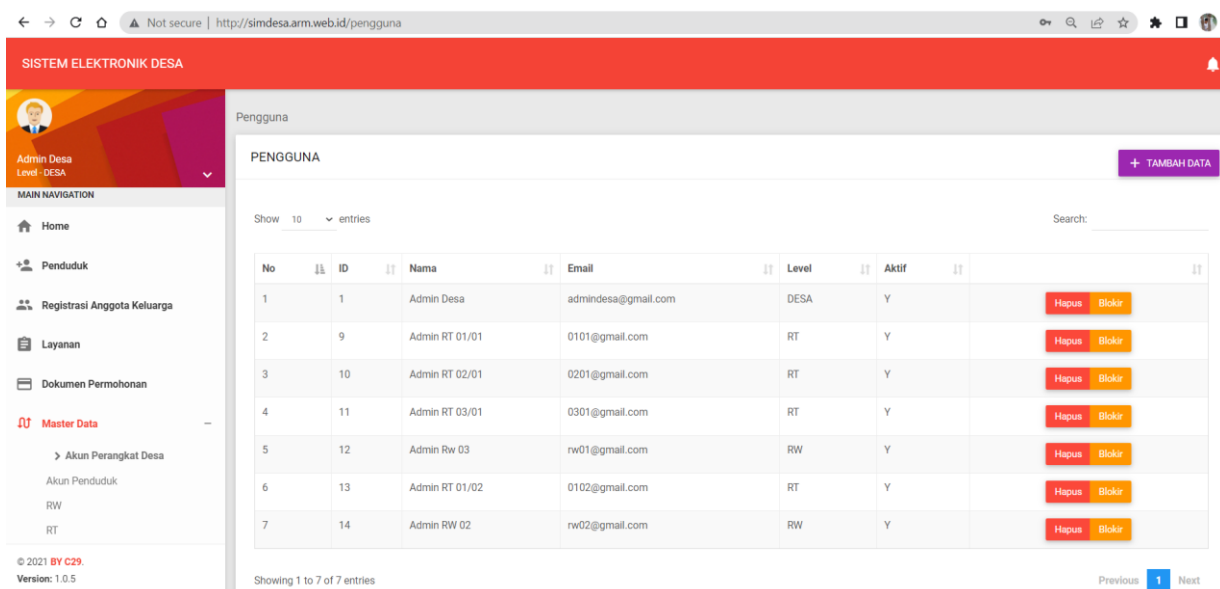 Not secure | http://simdesa.arm.web.id/pengguna
SISTEM ELEKTRONIK DESA
Admin Desa
Level - DESA
MAIN NAVIGATION
Home
Penduduk
Registrasi Anggota Keluarga
Layanan
Dokumen Permohonan
Master Data
Akun Perangkat Desa
Akun Penduduk
RW
RT
© 2021 BY C29.
Version: 1.0.5
Pengguna
PENGGUNA
+ TAMBAH DATA
Show 10 entries Search:
No ID Nama Email Level Aktif
1 1 Admin Desa admindesa@gmail.com DESA Y Hapus Blokir
2 9 Admin RT 01/01 0101@gmail.com RT Y Hapus Blokir
3 10 Admin RT 02/01 0201@gmail.com RT Y Hapus Blokir
4 11 Admin RT 03/01 0301@gmail.com RT Y Hapus Blokir
5 12 Admin Rw 03 rw01@gmail.com RW Y Hapus Blokir
6 13 Admin RT 01/02 0102@gmail.com RT Y Hapus Blokir
7 14 Admin RW 02 rw02@gmail.com RW Y Hapus Blokir
Showing 1 to 7 of 7 entries Previous 1 Next